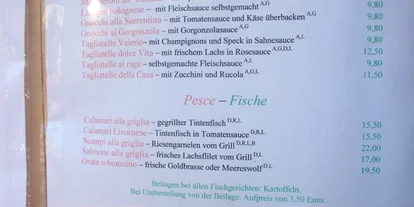 bolognese – mit Fleischsauce selbstgemacht A,G 9,80
Gnocchi alla Sorrentina – mit Tomatensauce und Käse überbacken A,G 9,80
Gnocchi al Gorgonzola – mit Gorgonzolasauce A,G 9,80
Tagliatelle Valerio – mit Champignons und Speck in Sahnesauce A,L 9,80
Tagliatelle dolce Vita – mit frischem Lachs in Rosesauce A,G,D,L 12,50
Tagliatelle al ragu – selbstgemachte Fleischsauce A,L 9,80
Tagliatelle della Casa – mit Zucchini und Rucola A,G,L 11,50
Pesce – Fische
Calamari alla griglia – gegrillter Tintenfisch D,R,L 15,50
Calamari Livornese – Tintenfisch in Tomatensauce D,R,L 15,50
Scampi alla griglia – Riesengarnelen vom Grill D,R,L,B 22,00
Salmone alla griglia – frisches Lachsfilet vom Grill D,L 17,00
Orata o branzino – frische Goldbrasse oder Meereswolf D,L 19,50
Beilagen bei allen Fischgerichten: Kartoffeln.
Bei Umbestellung von der Beilage: Aufpreis von 3,50 Euro.